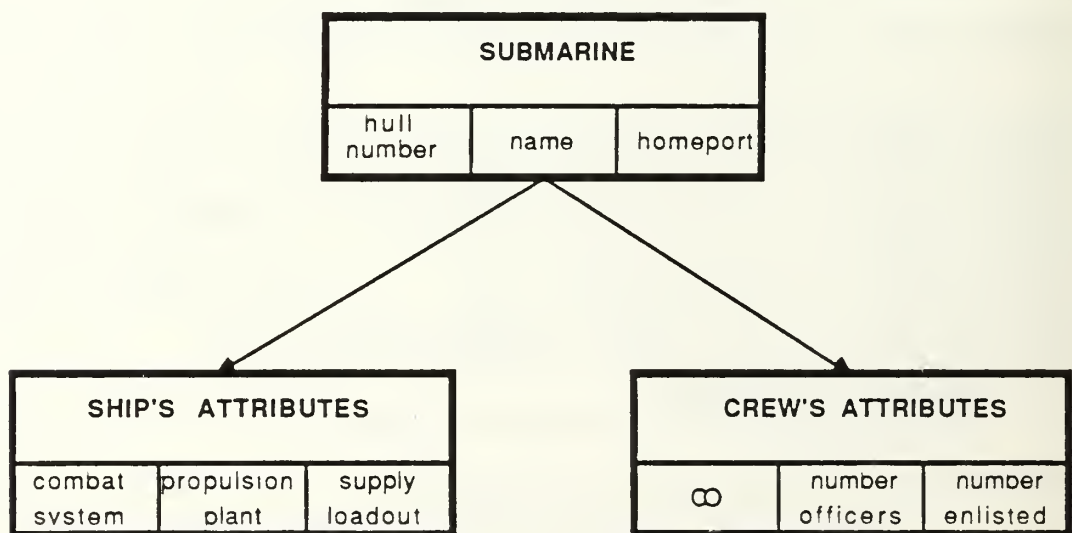 SUBMARINE
hull number
name
homeport
SHIP'S ATTRIBUTES
combat system
propulsion plant
supply loadout
CREW'S ATTRIBUTES
CO
number officers
number enlisted